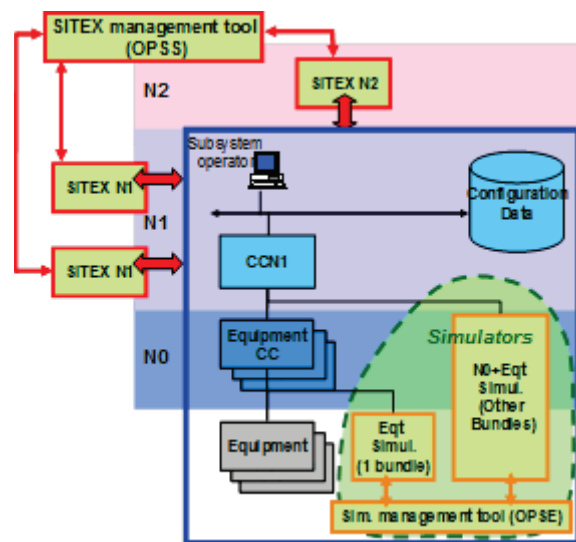 SITEX management tool
(OPSS)
N2
SITEX N2
Subsystem
operator
SITEX N1
Configuration
Data
N1
SITEX N1
CCN1
Equipment
CC
Simulators
N0
N0+Eqt
Simul.
(Other
Bundles)
Equipment
Eqt
Simul.
(1 bundle)
Sim. management tool (OPSE)